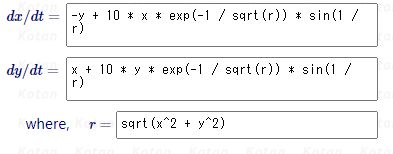 dx/dt = -y + 10 * x * exp(-1 / sqrt(r)) * sin(1 /
r)
dy/dt = x + 10 * y * exp(-1 / sqrt(r)) * sin(1 /
r)
where, r = sqrt(x^2 + y^2)